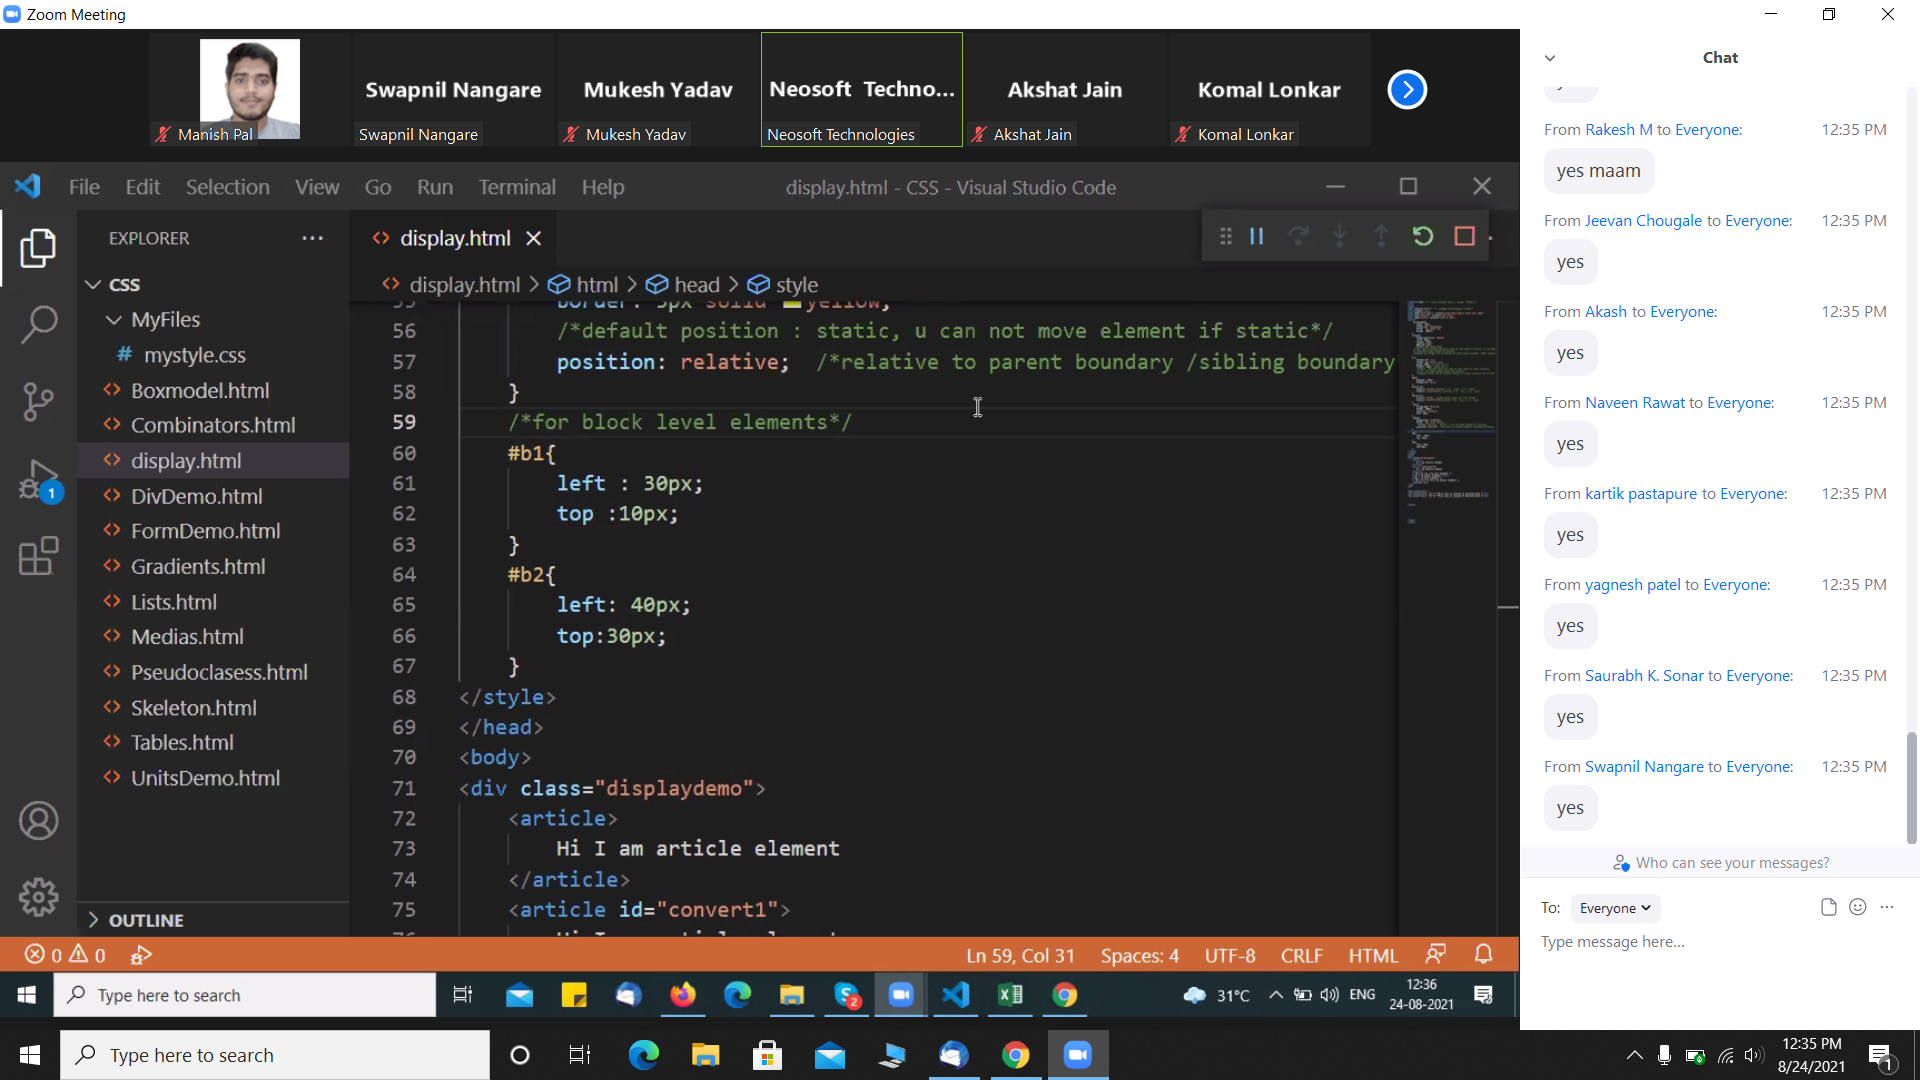 Zoom Meeting
Swapnil Nangare
Mukesh Yadav
Neosoft Techno...
Akshat Jain
Komal Lonkar
Manish Pal
Swapnil Nangare
Mukesh Yadav
Neosoft Technologies
Akshat Jain
Komal Lonkar
File Edit Selection View Go Run Terminal Help
display.html - CSS - Visual Studio Code
EXPLORER
CSS
MyFiles
# mystyle.css
Boxmodel.html
Combinators.html
display.html
DivDemo.html
FormDemo.html
Gradients.html
Lists.html
Medias.html
Pseudoclasess.html
Skeleton.html
Tables.html
UnitsDemo.html
OUTLINE
1
display.html
display.html > html > head > style
55 border: 5px solid yellow;
56 /*default position : static, u can not move element if static*/
57 position: relative; /*relative to parent boundary /sibling boundary
58 }
59 /*for block level elements*/
60 #b1{
61 left : 30px;
62 top :10px;
63 }
64 #b2{
65 left: 40px;
66 top:30px;
67 }
68 </style>
69 </head>
70 <body>
71 <div class="displaydemo">
72 <article>
73 Hi I am article element
74 </article>
75 <article id="convert1">
0 0
Ln 59, Col 31 Spaces: 4 UTF-8 CRLF HTML
Type here to search
2
31°C
ENG
12:36
24-08-2021
Chat
From Rakesh M to Everyone: 12:35 PM
yes maam
From Jeevan Chougale to Everyone: 12:35 PM
yes
From Akash to Everyone: 12:35 PM
yes
From Naveen Rawat to Everyone: 12:35 PM
yes
From kartik pastapure to Everyone: 12:35 PM
yes
From yagnesh patel to Everyone: 12:35 PM
yes
From Saurabh K. Sonar to Everyone: 12:35 PM
yes
From Swapnil Nangare to Everyone: 12:35 PM
yes
Who can see your messages?
To: Everyone
Type message here...
Type here to search
12:35 PM
8/24/2021
1